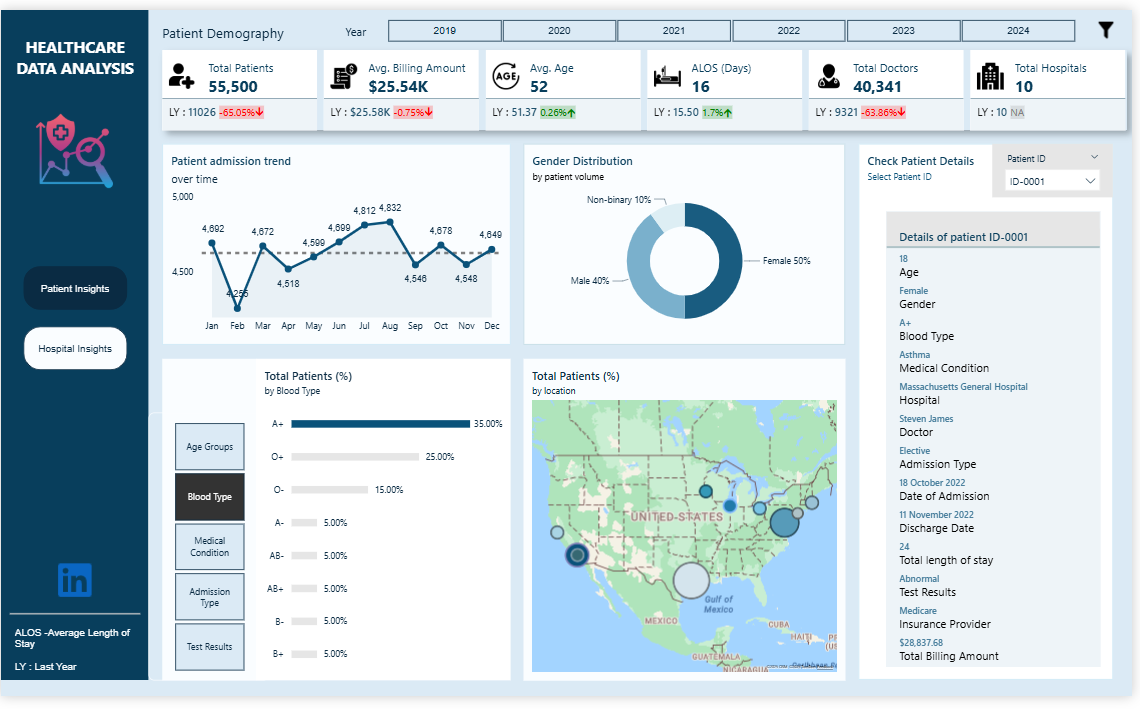 HEALTHCARE
DATA ANALYSIS
Patient Insights
Hospital Insights
in
ALOS -Average Length of
Stay
LY : Last Year
Patient Demography
Year
2019
2020
2021
2022
2023
2024
Total Patients
55,500
LY : 11026 -65.05%
Avg. Billing Amount
$25.54K
LY : $25.58K -0.75%
AGE
Avg. Age
52
LY : 51.37 0.26%
ALOS (Days)
16
LY : 15.50 1.7%
Total Doctors
40,341
LY : 9321 -63.86%
Total Hospitals
10
LY : 10 NA
Patient admission trend
over time
5,000
4,500
4,692
4,255
4,672
4,518
4,599
4,699
4,812
4,832
4,546
4,678
4,548
4,649
Jan
Feb
Mar
Apr
May
Jun
Jul
Aug
Sep
Oct
Nov
Dec
Gender Distribution
by patient volume
Non-binary 10%
Female 50%
Male 40%
Check Patient Details
Select Patient ID
Patient ID
ID-0001
Details of patient ID-0001
18
Age
Female
Gender
A+
Blood Type
Asthma
Medical Condition
Massachusetts General Hospital
Hospital
Steven James
Doctor
Elective
Admission Type
18 October 2022
Date of Admission
11 November 2022
Discharge Date
24
Total length of stay
Abnormal
Test Results
Medicare
Insurance Provider
$28,837.68
Total Billing Amount
Age Groups
Blood Type
Medical
Condition
Admission
Type
Test Results
Total Patients (%)
by Blood Type
A+ 35.00%
O+ 25.00%
O- 15.00%
A- 5.00%
AB- 5.00%
AB+ 5.00%
B- 5.00%
B+ 5.00%
Total Patients (%)
by location
UNITED STATES
Gulf of
Mexico
MEXICO
CUBA
HAITI
GUATEMALA
NICARAGUA